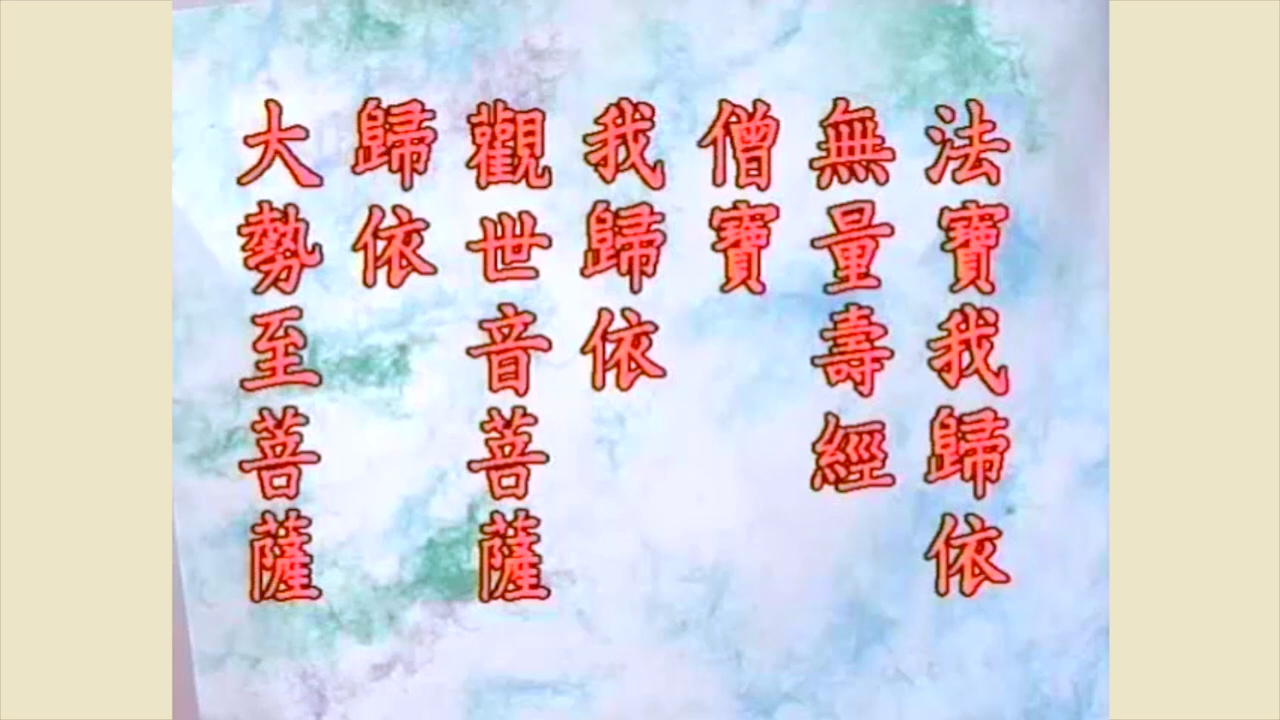 法寶我歸依
無量壽經
僧寶
我歸依
觀世音菩薩
歸依
大勢至菩薩